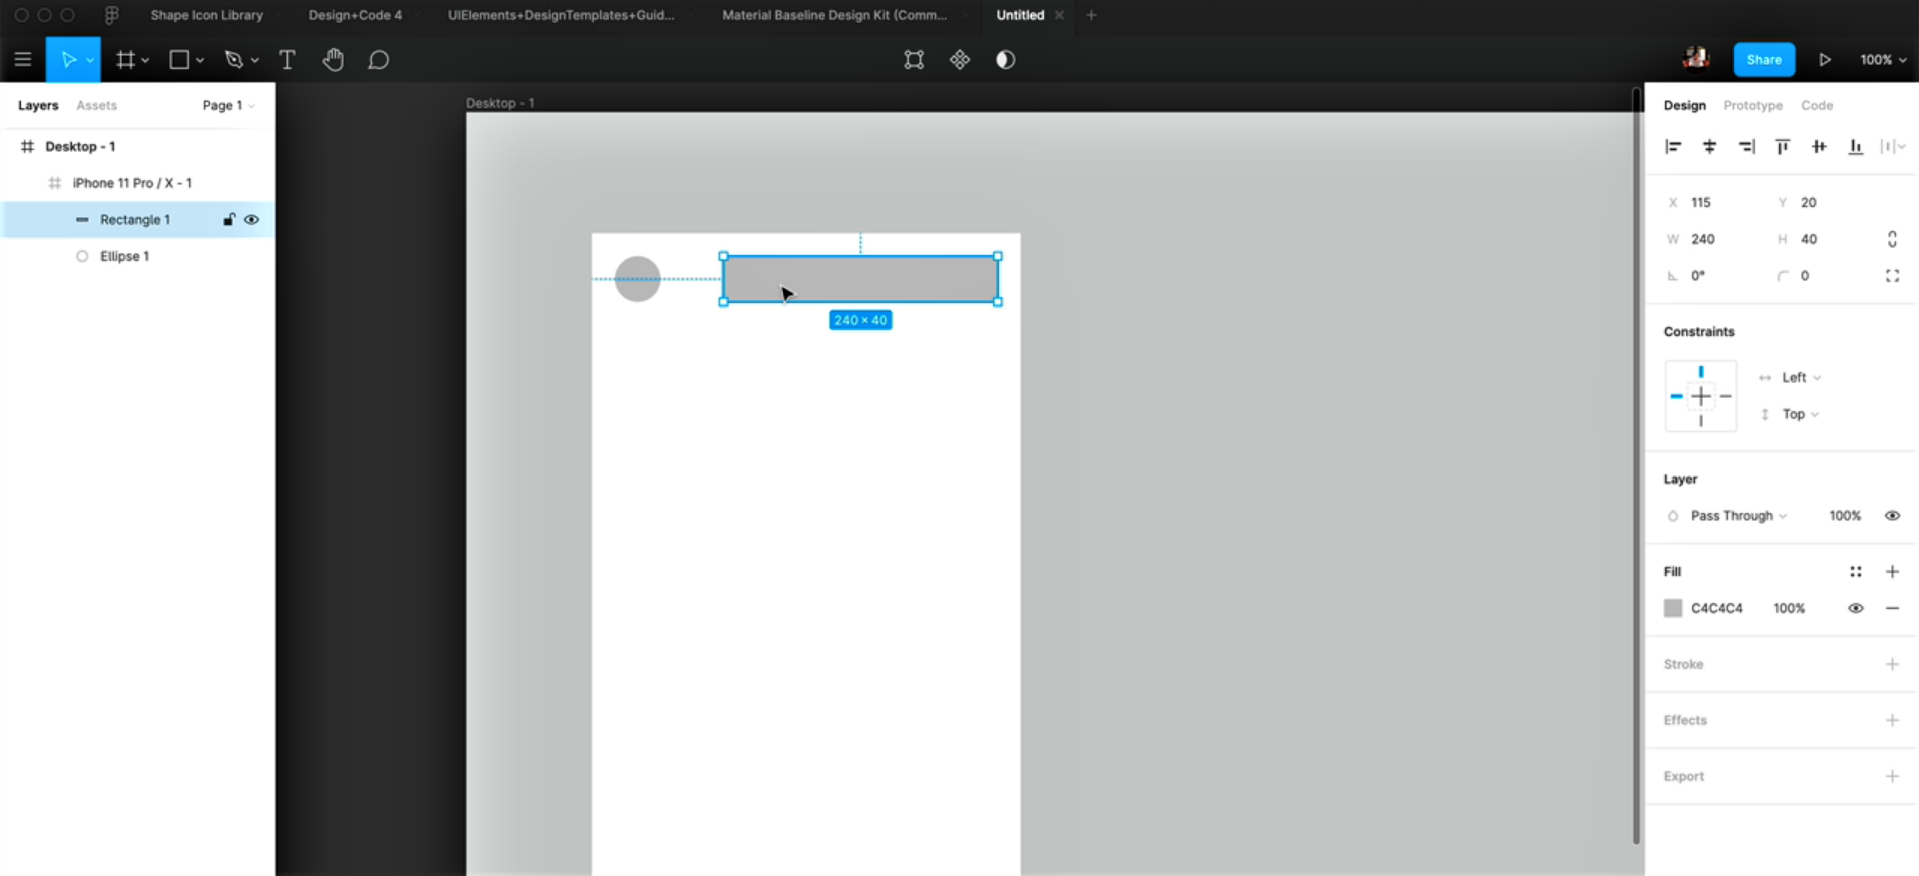 Shape Icon Library
Design+Code 4
UIElements+DesignTemplates+Guid...
Material Baseline Design Kit (Comm...
Untitled
Share
100%
Layers
Assets
Page 1
Desktop - 1
iPhone 11 Pro / X - 1
Rectangle 1
Ellipse 1
Desktop - 1
240 × 40
Design
Prototype
Code
X 115
Y 20
W 240
H 40
0°
0
Constraints
Left
Top
Layer
Pass Through
100%
Fill
C4C4C4
100%
Stroke
Effects
Export